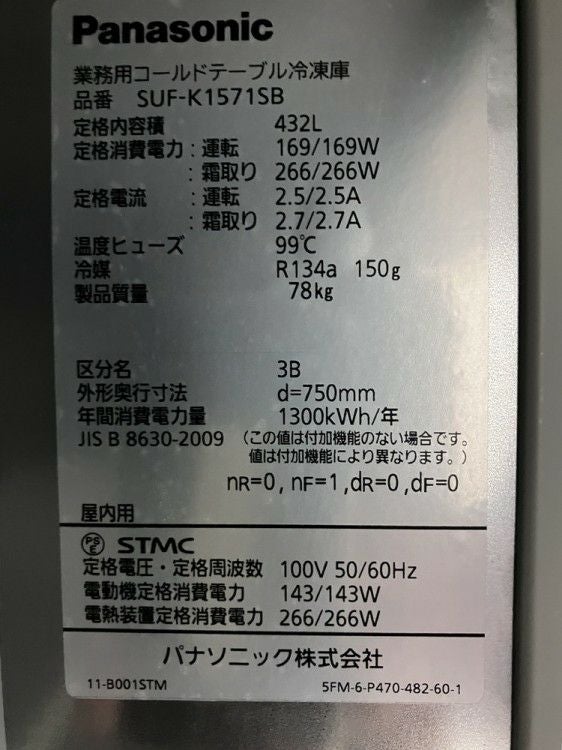 Panasonic
業務用コールドテーブル冷凍庫
品番 SUF-K1571SB
定格内容積 432L
定格消費電力:運転 169/169W
:霜取り 266/266W
定格電流 :運転 2.5/2.5A
:霜取り 2.7/2.7A
温度ヒューズ 99℃
冷媒 R134a 150g
製品質量 78kg
区分名 3B
外形奥行寸法 d=750mm
年間消費電力量 1300kWh/年
JIS B 8630-2009 (この値は付加機能のない場合です。
値は付加機能により異なります。)
nR=0, nF=1, dR=0, dF=0
屋内用
PSE STMC
定格電圧・定格周波数 100V 50/60Hz
電動機定格消費電力 143/143W
電熱装置定格消費電力 266/266W
パナソニック株式会社
11-B001STM 5FM-6-P470-482-60-1